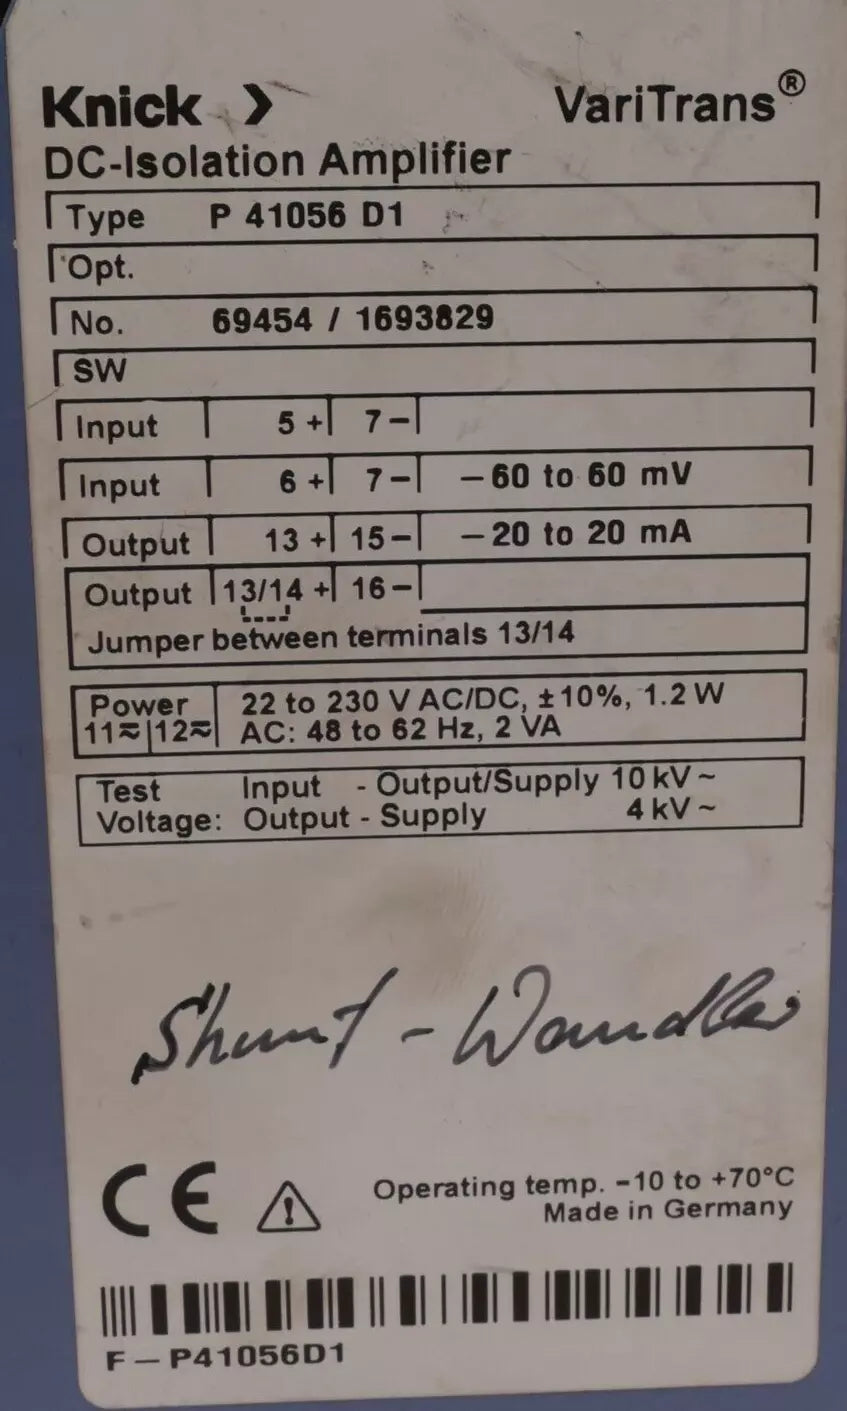 Knick >
VariTrans®
DC-Isolation Amplifier
Type P 41056 D1
Opt.
No. 69454 / 1693829
SW
Input 5 + 7 –
Input 6 + 7 – – 60 to 60 mV
Output 13 + 15 – – 20 to 20 mA
Output 13/14 + 16 –
Jumper between terminals 13/14
Power 22 to 230 V AC/DC, ±10%, 1.2 W
11≂ 12≂ AC: 48 to 62 Hz, 2 VA
Test Input - Output/Supply 10 kV ~
Voltage: Output - Supply 4 kV ~
Shunt - Wandler
CE
Operating temp. –10 to +70°C
Made in Germany
F – P41056D1